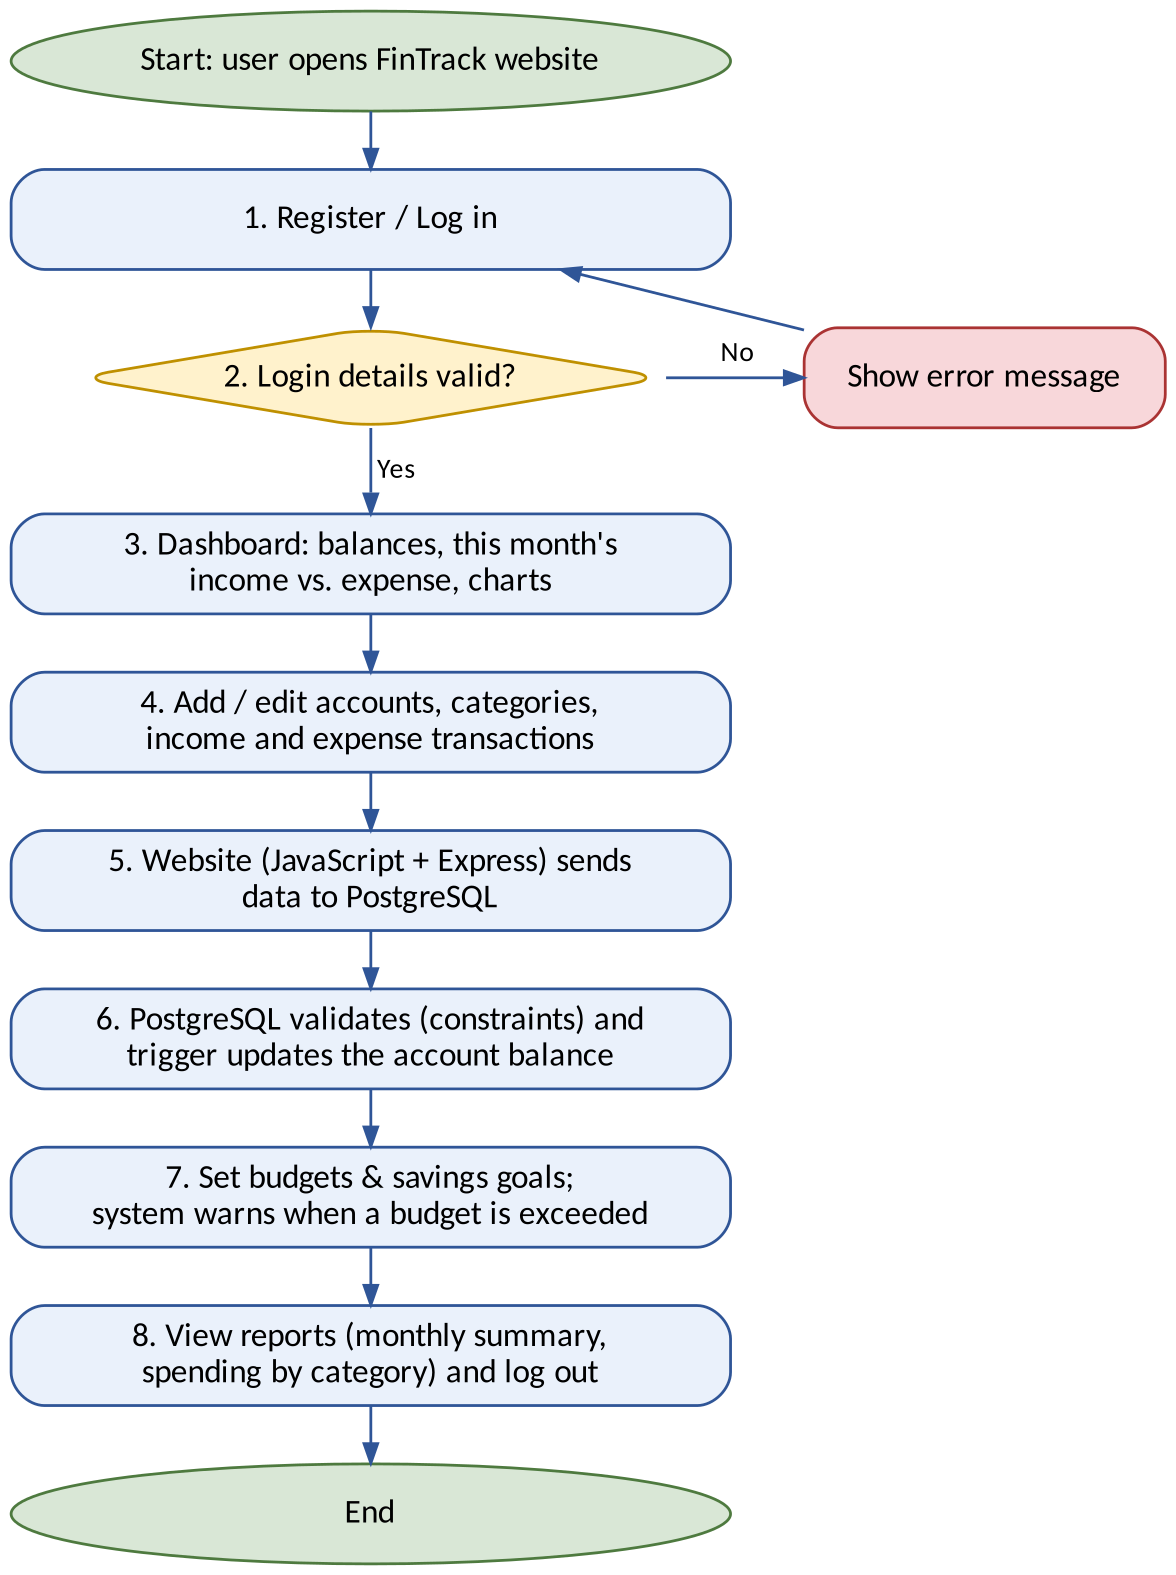 Start: user opens FinTrack website
1. Register / Log in
2. Login details valid?
No
Show error message
Yes
3. Dashboard: balances, this month's
income vs. expense, charts
4. Add / edit accounts, categories,
income and expense transactions
5. Website (JavaScript + Express) sends
data to PostgreSQL
6. PostgreSQL validates (constraints) and
trigger updates the account balance
7. Set budgets & savings goals;
system warns when a budget is exceeded
8. View reports (monthly summary,
spending by category) and log out
End